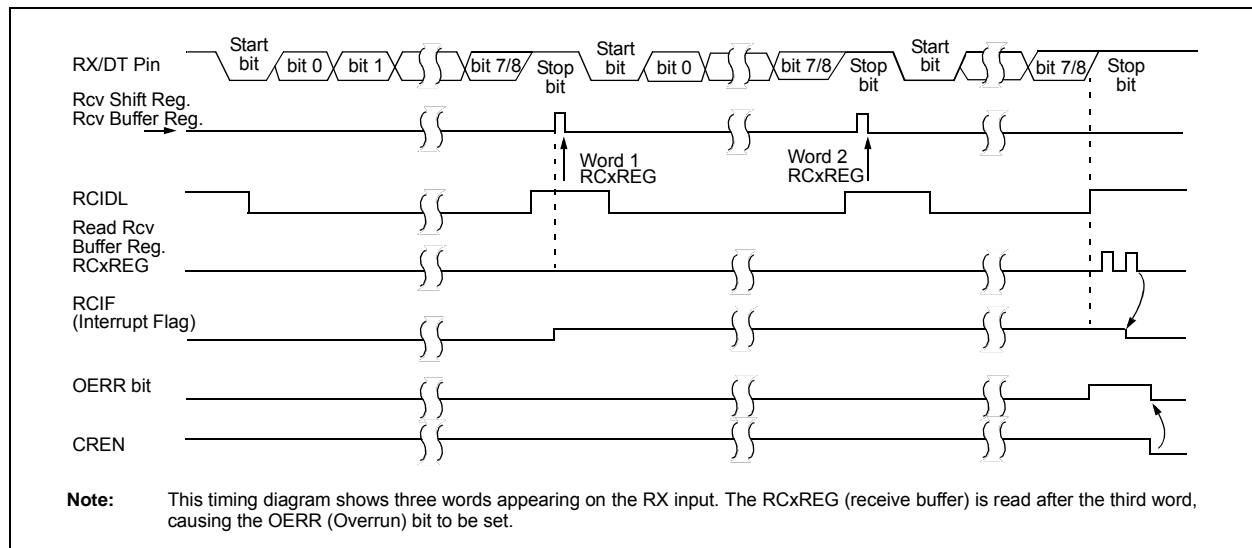 RX/DT Pin
Start bit
bit 0
bit 1
bit 7/8
Stop bit
Start bit
bit 0
bit 7/8
Stop bit
Start bit
bit 7/8
Stop bit
Rcv Shift Reg.
Rcv Buffer Reg.
Word 1
RCxREG
Word 2
RCxREG
RCIDL
Read Rcv
Buffer Reg.
RCxREG
RCIF
(Interrupt Flag)
OERR bit
CREN
Note: This timing diagram shows three words appearing on the RX input. The RCxREG (receive buffer) is read after the third word,
causing the OERR (Overrun) bit to be set.